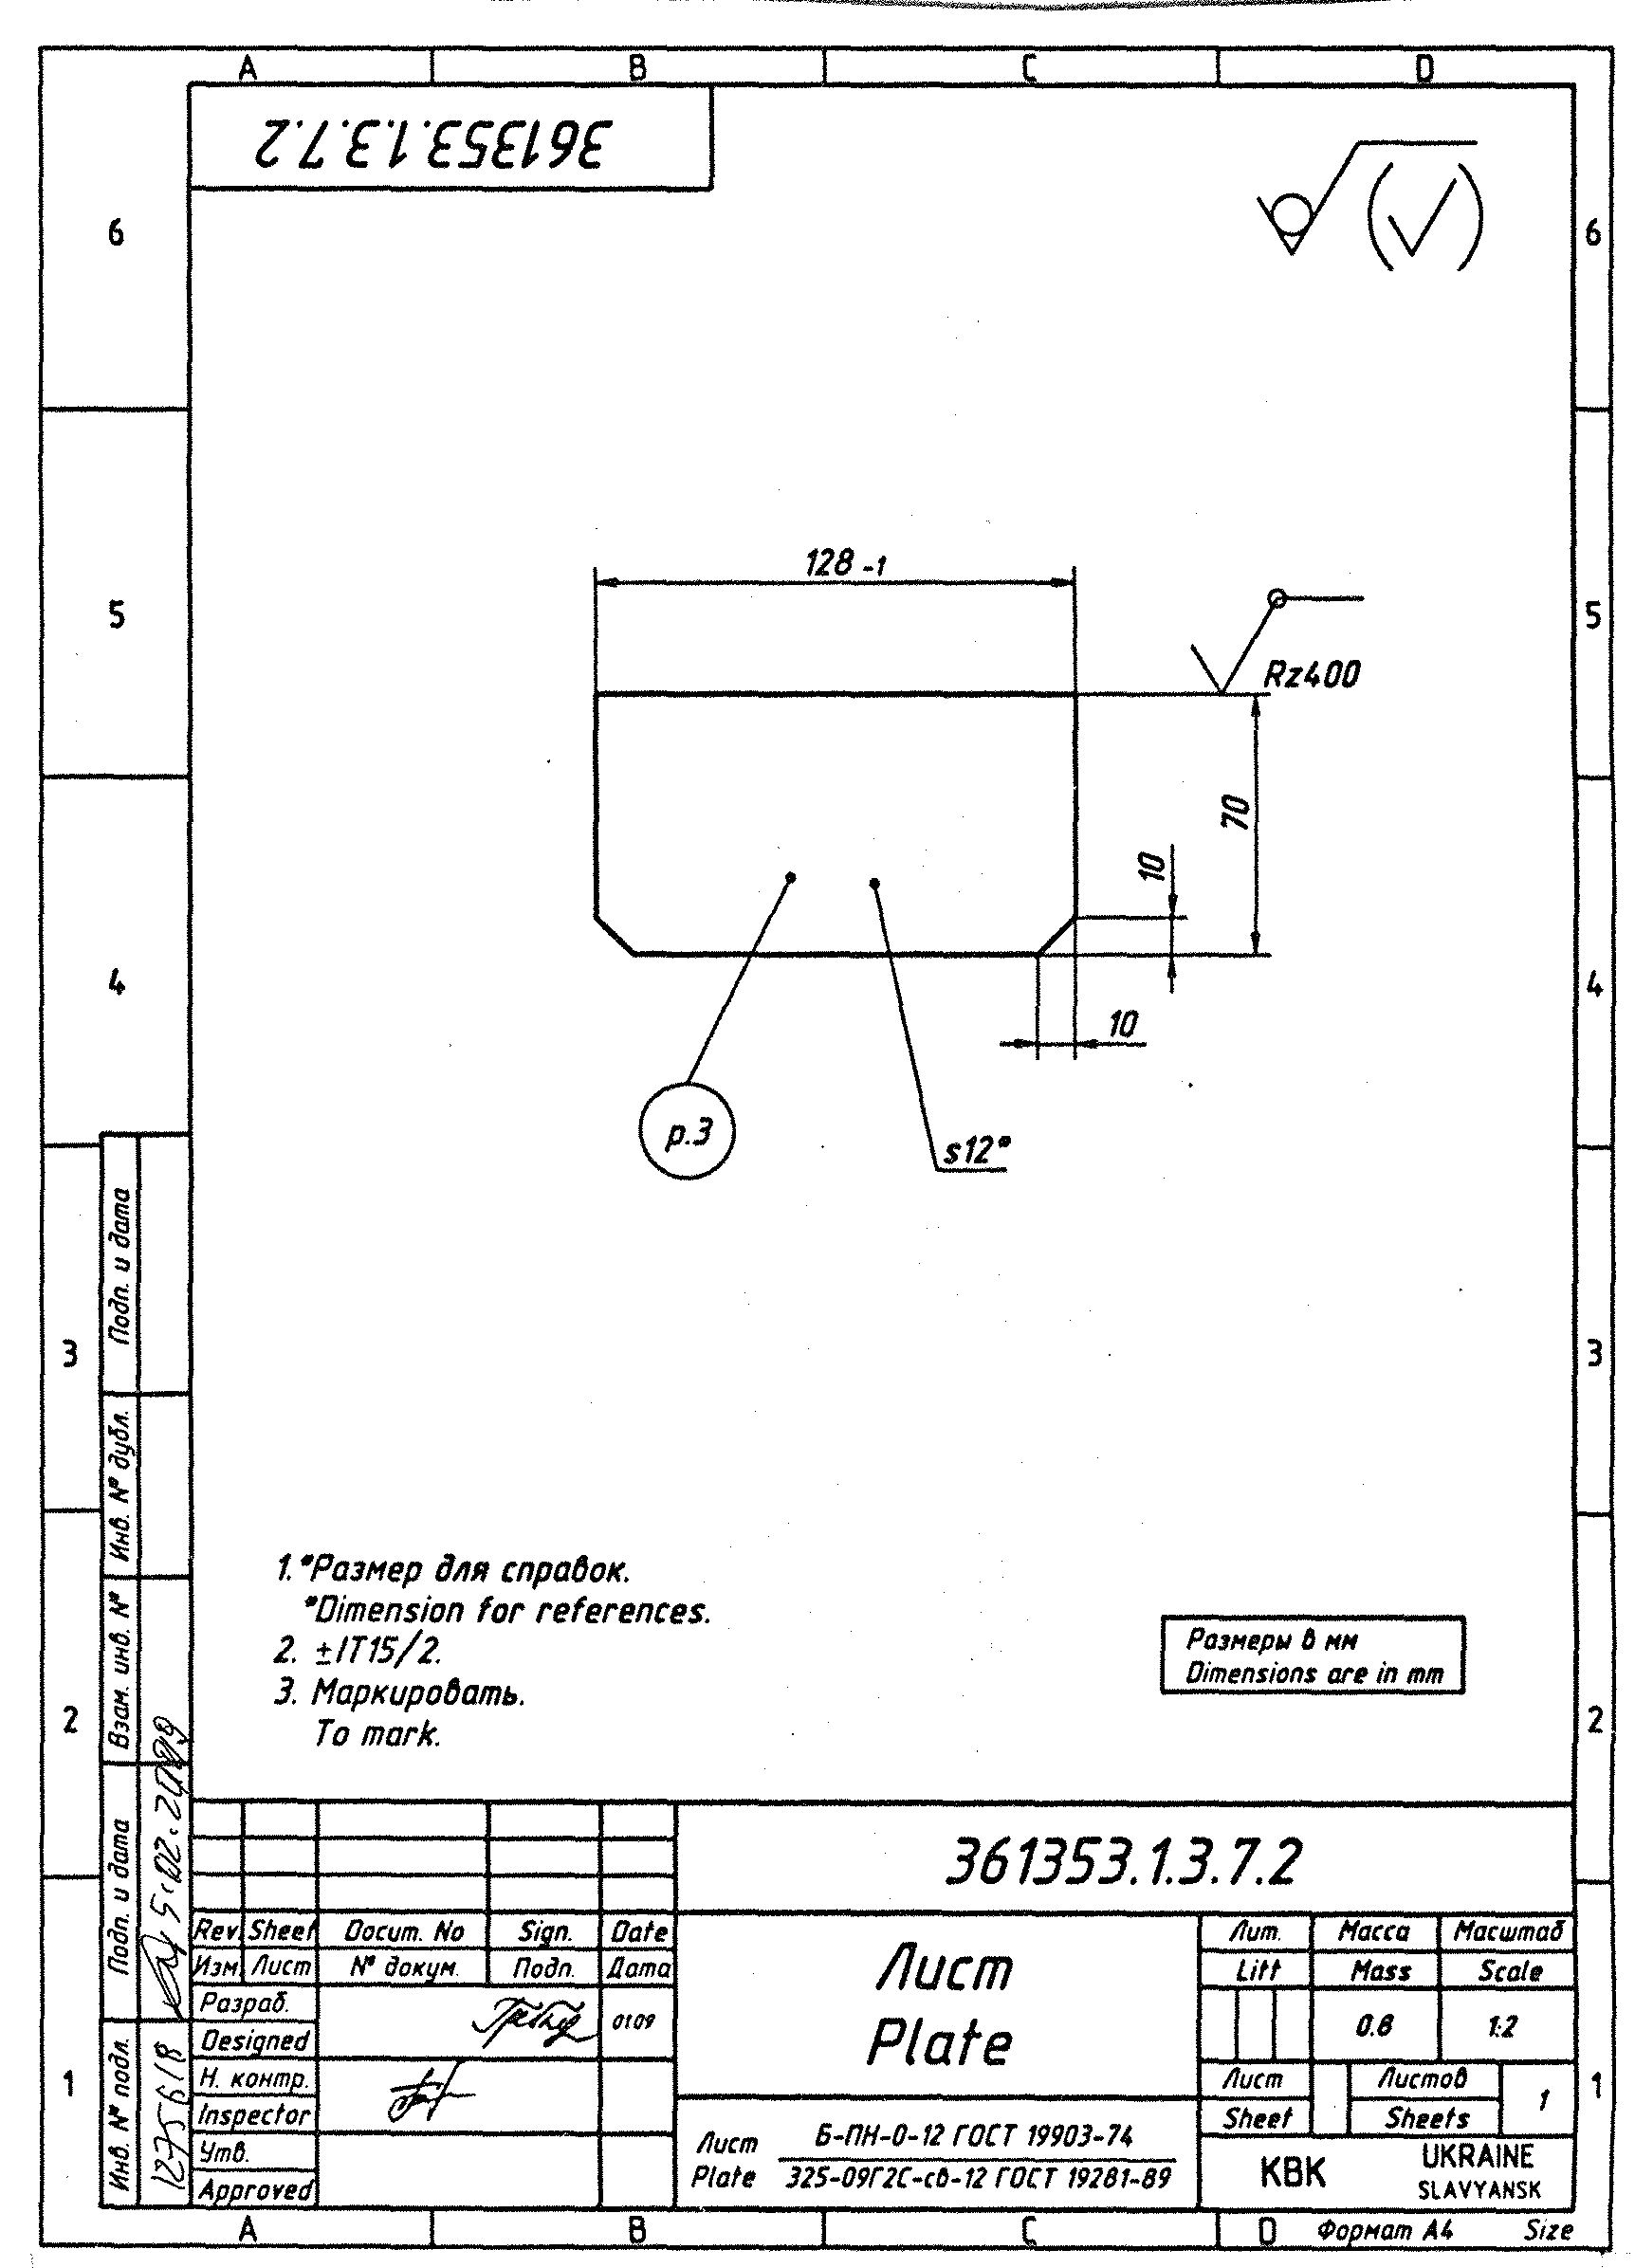 A B C D
361353.1.3.7.2
6 6
128 -1
5 5
Rz400
70
10
4 4
10
р.3
s12*
Подп. и дата
3 3
Инв. № дубл.
1.*Размер для справок.
*Dimension for references.
2. ±IT15/2.
3. Маркировать.
To mark.
Размеры в мм
Dimensions are in mm
Взам. инв. №
2 2
Подп. и дата
361353.1.3.7.2
Rev. Sheet Docum. No Sign. Date
Изм. Лист № докум. Подп. Дата
Разраб.
Designed
0109
Н. контр.
Inspector
Утв.
Approved
Лист
Plate
Лит. Масса Масштаб
Litt Mass Scale
0.8 1:2
Лист Листов
Sheet Sheets 1
Инв. № подл.
1 1
Лист
Plate
Б-ПН-О-12 ГОСТ 19903-74
325-09Г2С-св-12 ГОСТ 19281-89
КВК
UKRAINE
SLAVYANSK
A B C D Формат А4 Size